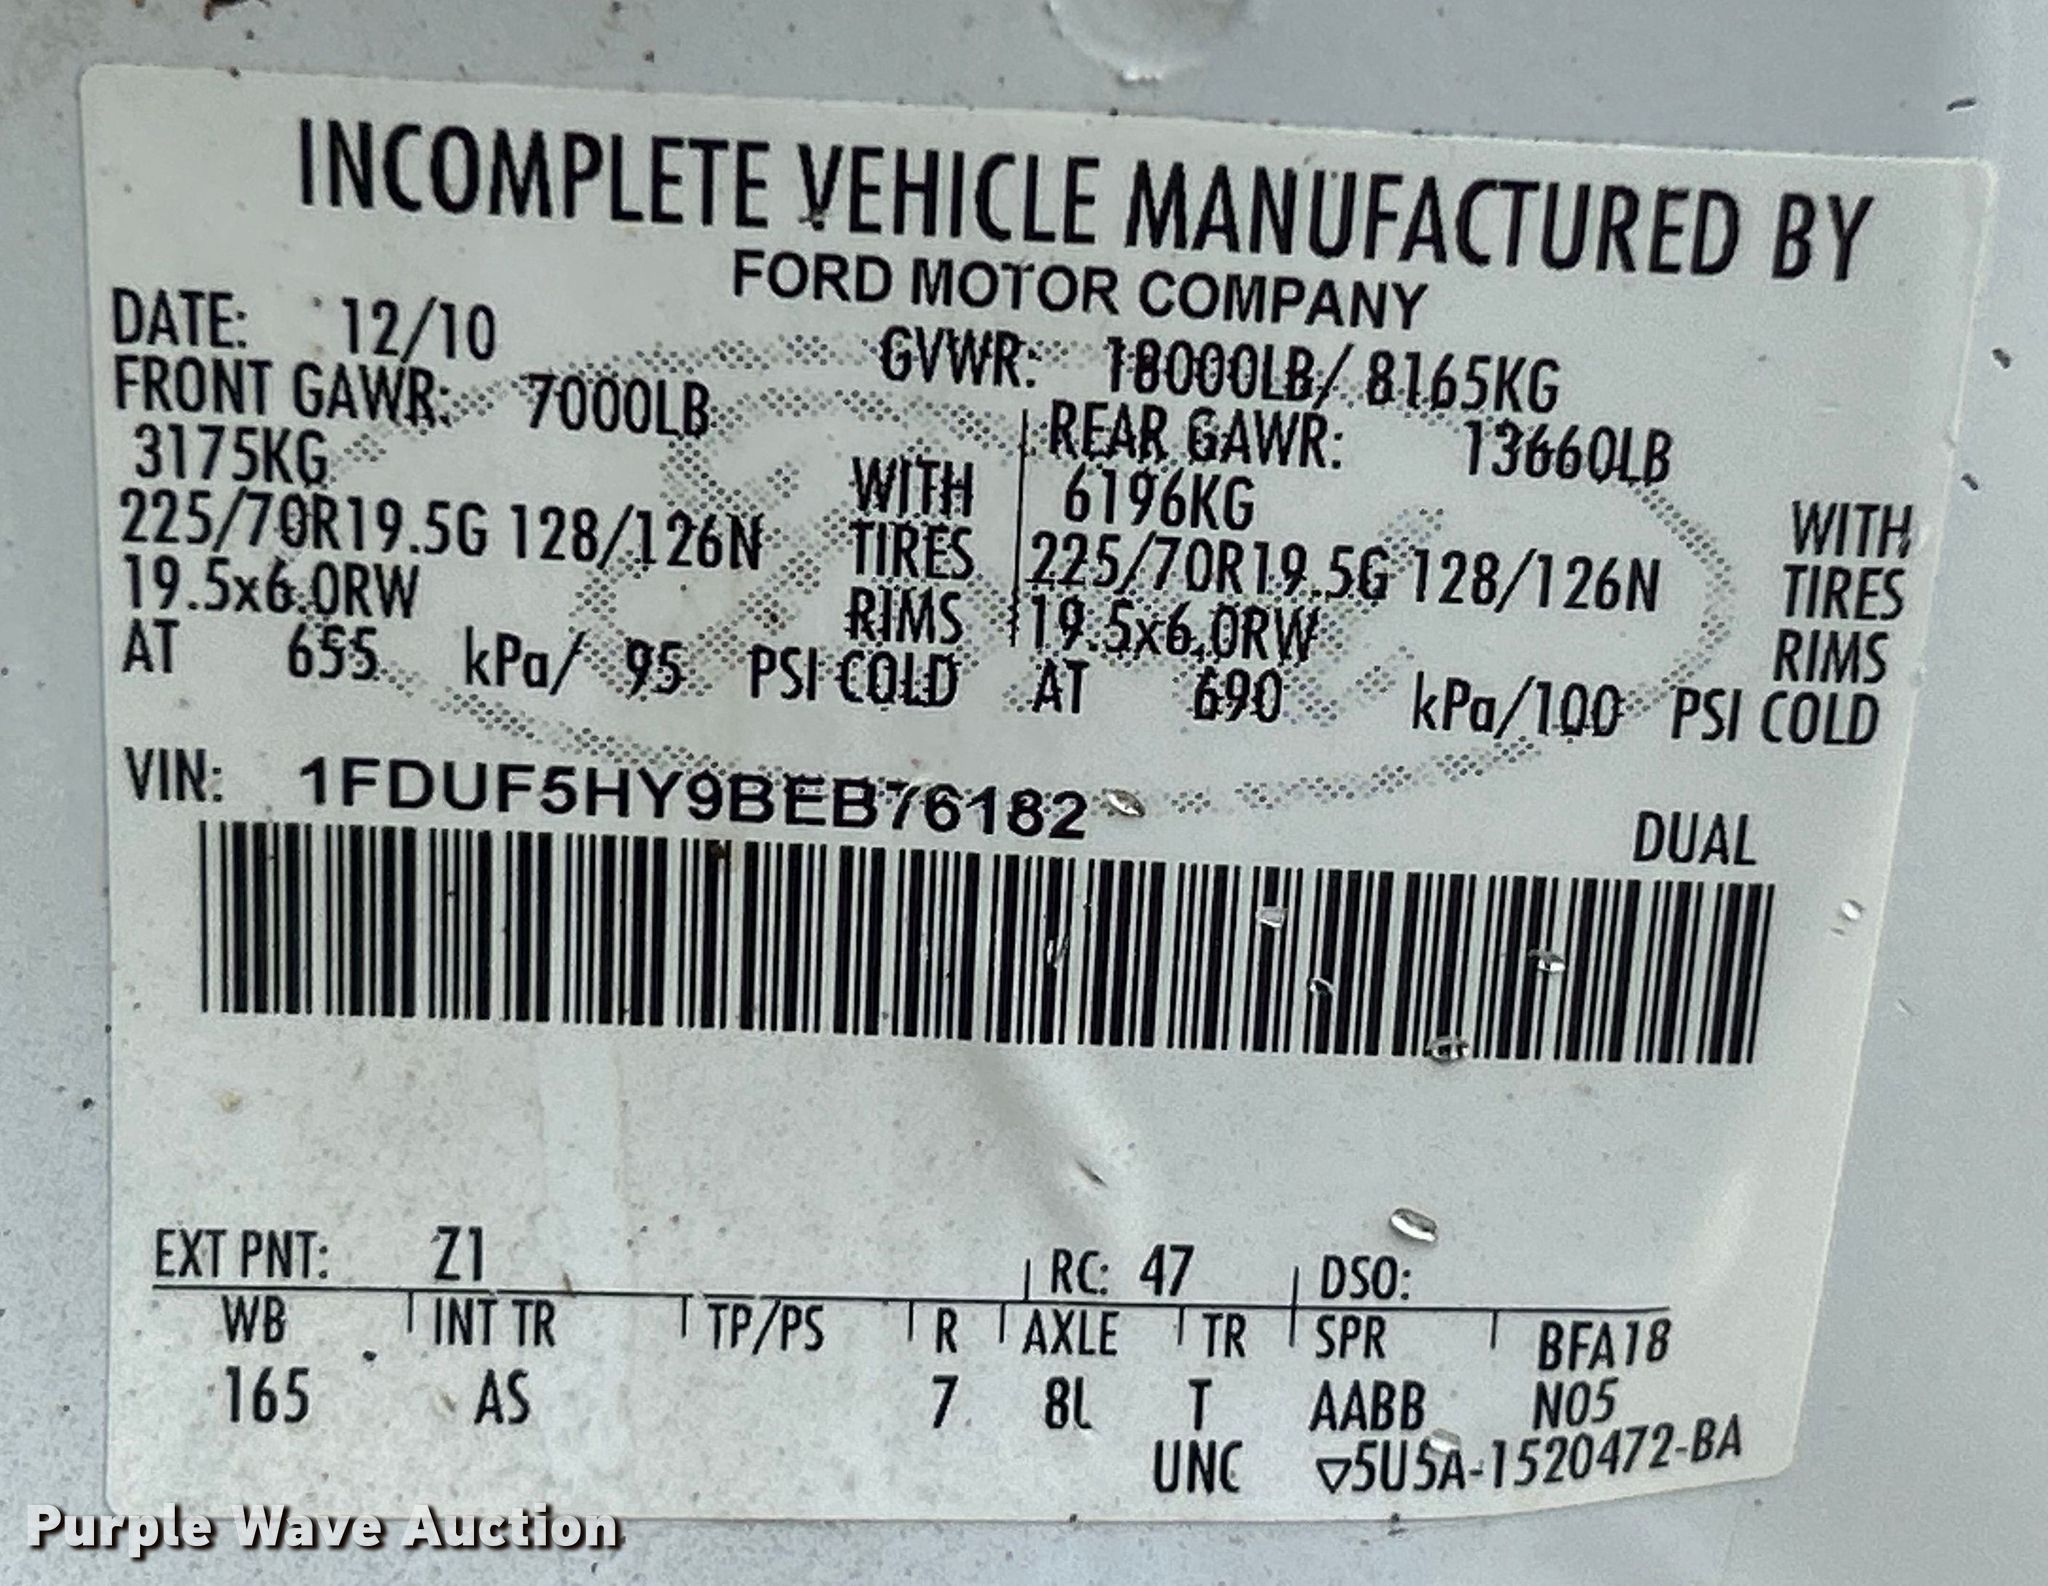 INCOMPLETE VEHICLE MANUFACTURED BY
FORD MOTOR COMPANY
DATE: 12/10 GVWR: 18000LB/ 8165KG
FRONT GAWR: 7000LB REAR GAWR: 13660LB
3175KG WITH 6196KG WITH
225/70R19.5G 128/126N TIRES 225/70R19.5G 128/126N TIRES
19.5x6.0RW RIMS 19.5x6.0RW RIMS
AT 655 kPa/ 95 PSI COLD AT 690 kPa/100 PSI COLD
VIN: 1FDUF5HY9BEB76182
DUAL
EXT PNT: Z1 RC: 47 DSO:
WB INT TR TP/PS R AXLE TR SPR BFA18
165 AS 7 8L T AABB N05
UNC ▽5U5A-1520472-BA
Purple Wave Auction